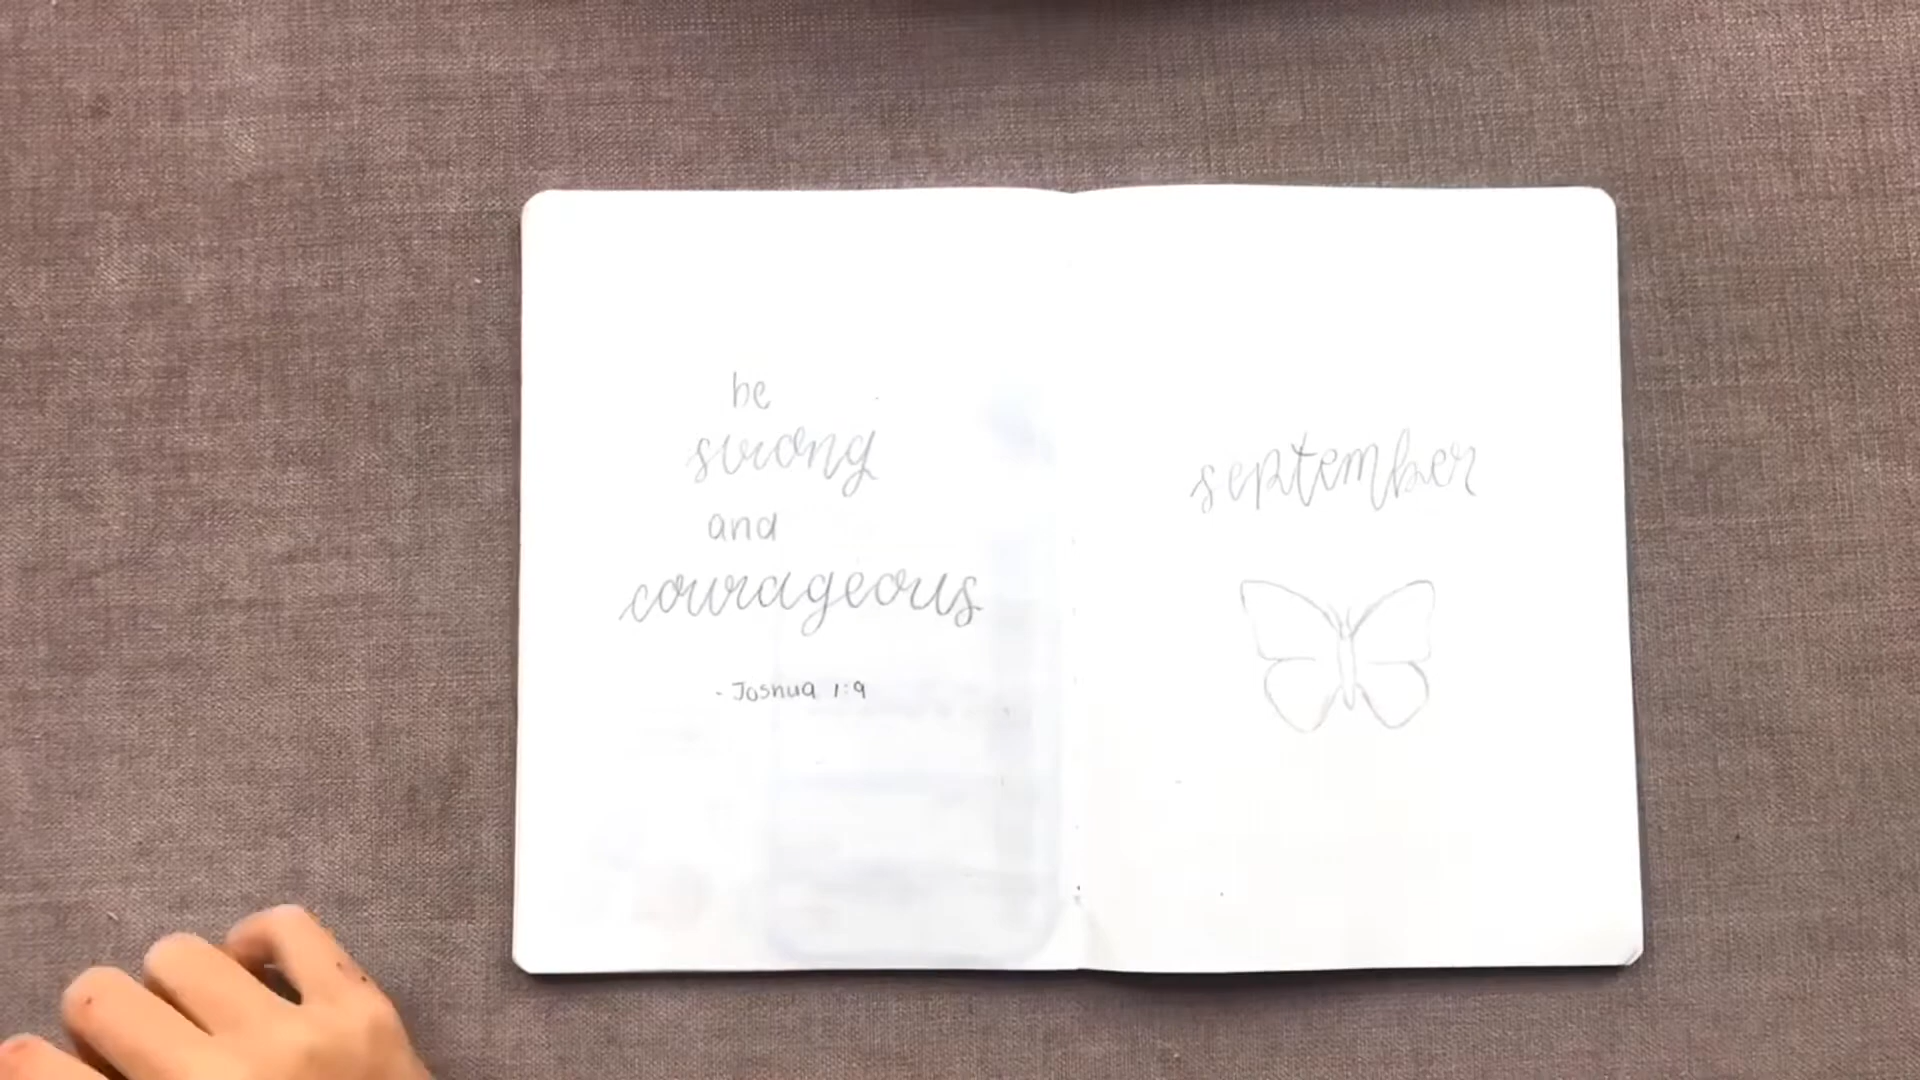 be
strong
and
courageous
- Joshua 1:9
september